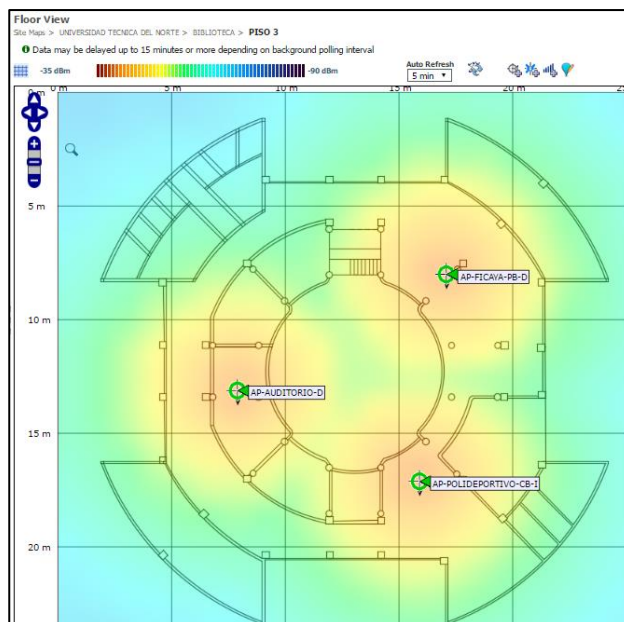 Floor View
Site Maps > UNIVERSIDAD TECNICA DEL NORTE > BIBLIOTECA > PISO 3
Data may be delayed up to 15 minutes or more depending on background polling interval
-35 dBm
-90 dBm
Auto Refresh
5 min
0 m
5 m
10 m
15 m
20 m
5 m
AP-FICAYA-PB-D
10 m
AP-AUDITORIO-D
15 m
AP-POLIDEPORTIVO-CB-I
20 m